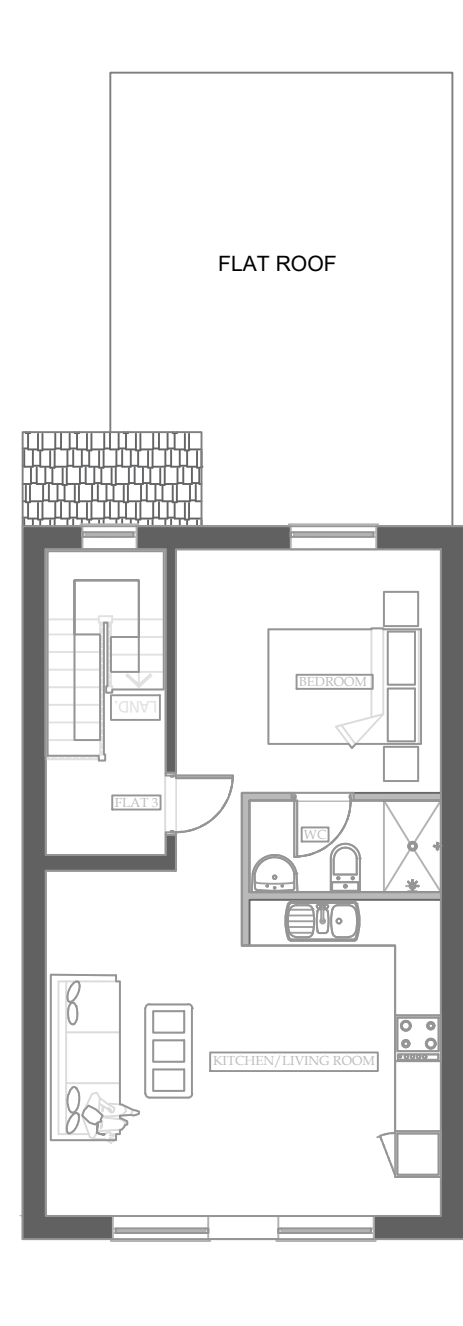 FLAT ROOF
BEDROOM
LAND.
FLAT 3
WC
KITCHEN/LIVING ROOM